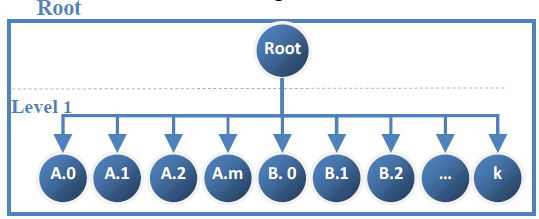 Root
Root
Level 1
A.0 A.1 A.2 A.m B. 0 B.1 B.2 ... k